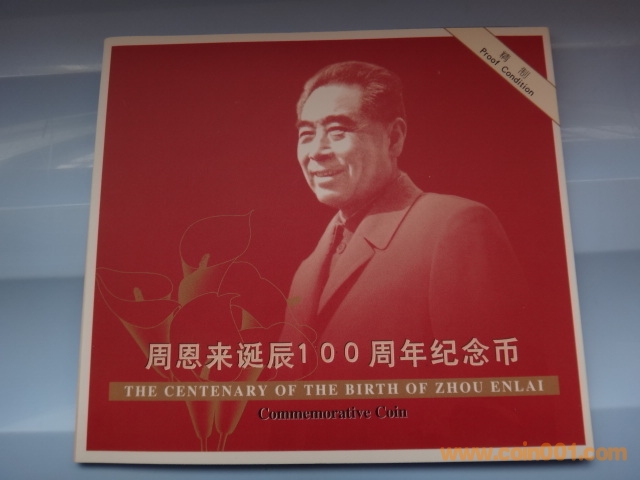 精制
Proof Condition
周恩来诞辰100周年纪念币
THE CENTENARY OF THE BIRTH OF ZHOU ENLAI
Commemorative Coin
www.coin001.com